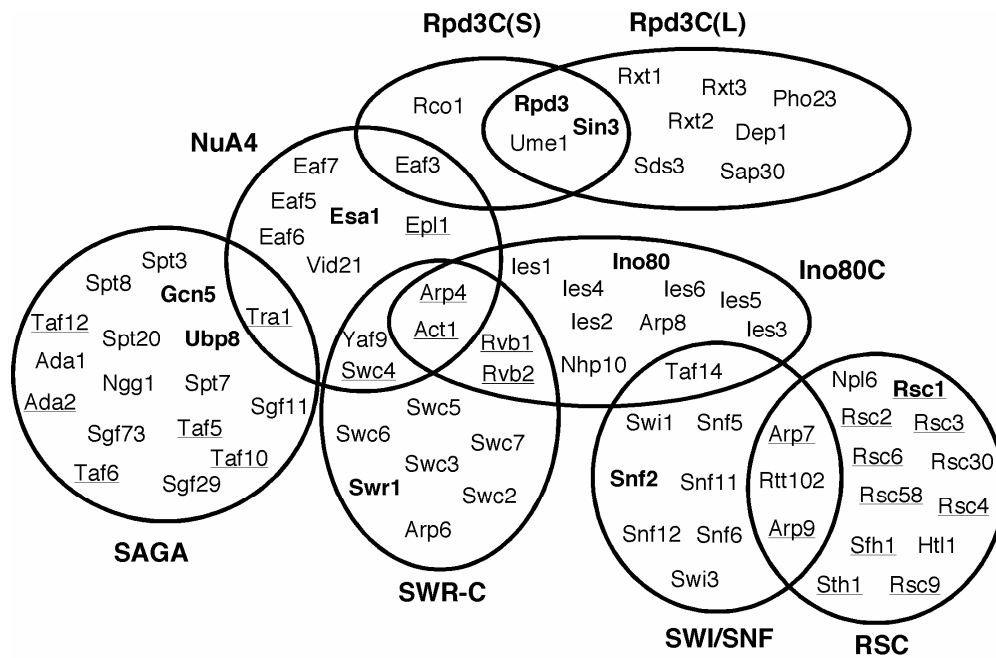 Rpd3C(S)
Rpd3C(L)
Rco1
Rpd3
Sin3
Ume1
Rxt1
Rxt3
Pho23
Rxt2
Dep1
Sds3
Sap30
NuA4
Eaf7
Eaf3
Eaf5
Esa1
Epl1
Eaf6
Vid21
Tra1
Spt3
Spt8
Gcn5
Taf12
Spt20
Ubp8
Ada1
Ngg1
Spt7
Ada2
Sgf11
Sgf73
Taf5
Taf10
Taf6
Sgf29
SAGA
Arp4
Act1
Yaf9
Swc4
Rvb1
Rvb2
Swc5
Swc6
Swc7
Swc3
Swr1
Swc2
Arp6
SWR-C
Ies1
Ino80
Ino80C
Ies4
Ies6
Ies5
Ies2
Arp8
Ies3
Nhp10
Taf14
Swi1
Snf5
Snf2
Snf11
Snf12
Snf6
Swi3
SWI/SNF
Arp7
Rtt102
Arp9
Npl6
Rsc1
Rsc2
Rsc3
Rsc6
Rsc30
Rsc58
Rsc4
Sfh1
Htl1
Sth1
Rsc9
RSC